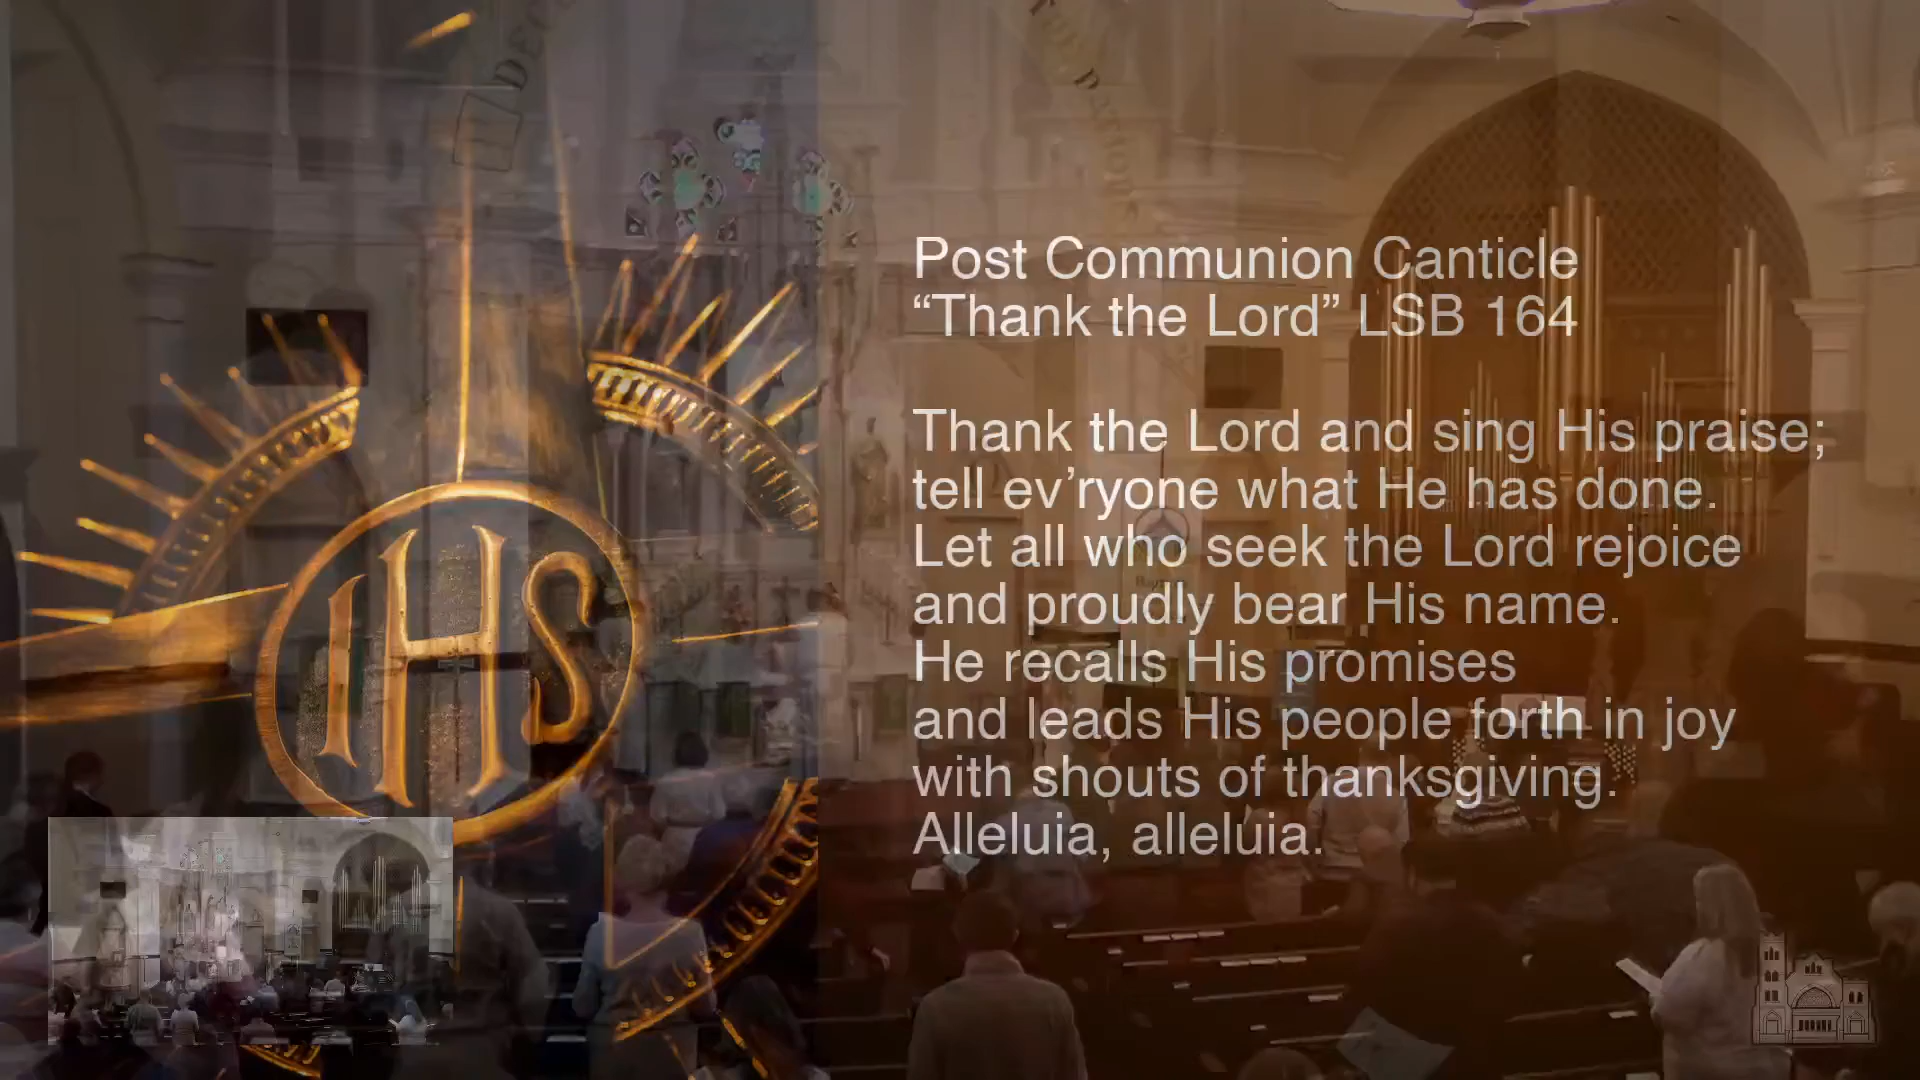 Post Communion Canticle
“Thank the Lord” LSB 164
Thank the Lord and sing His praise;
tell ev’ryone what He has done.
Let all who seek the Lord rejoice
and proudly bear His name.
He recalls His promises
and leads His people forth in joy
with shouts of thanksgiving.
Alleluia, alleluia.
IHS